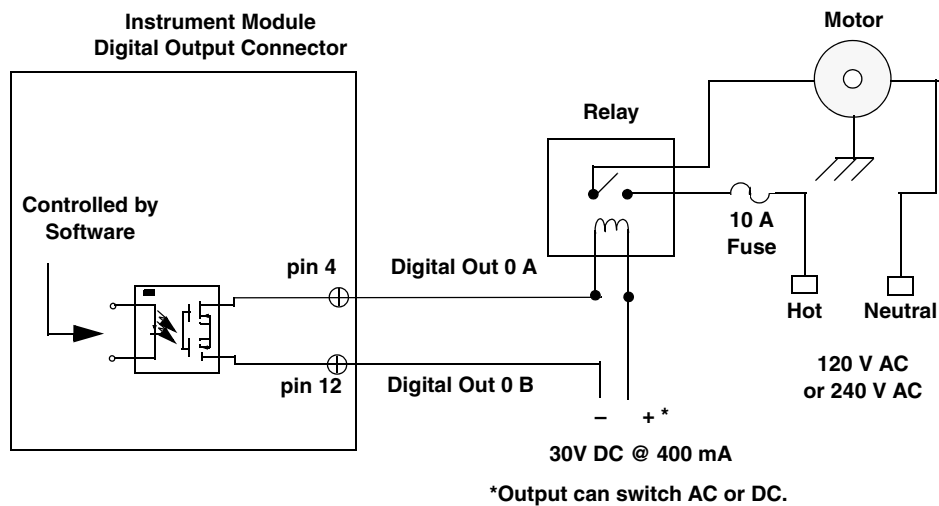 Instrument Module
Digital Output Connector
Motor
Relay
Controlled by
Software
10 A
Fuse
pin 4
Digital Out 0 A
Hot
Neutral
pin 12
Digital Out 0 B
120 V AC
or 240 V AC
– + *
30V DC @ 400 mA
*Output can switch AC or DC.